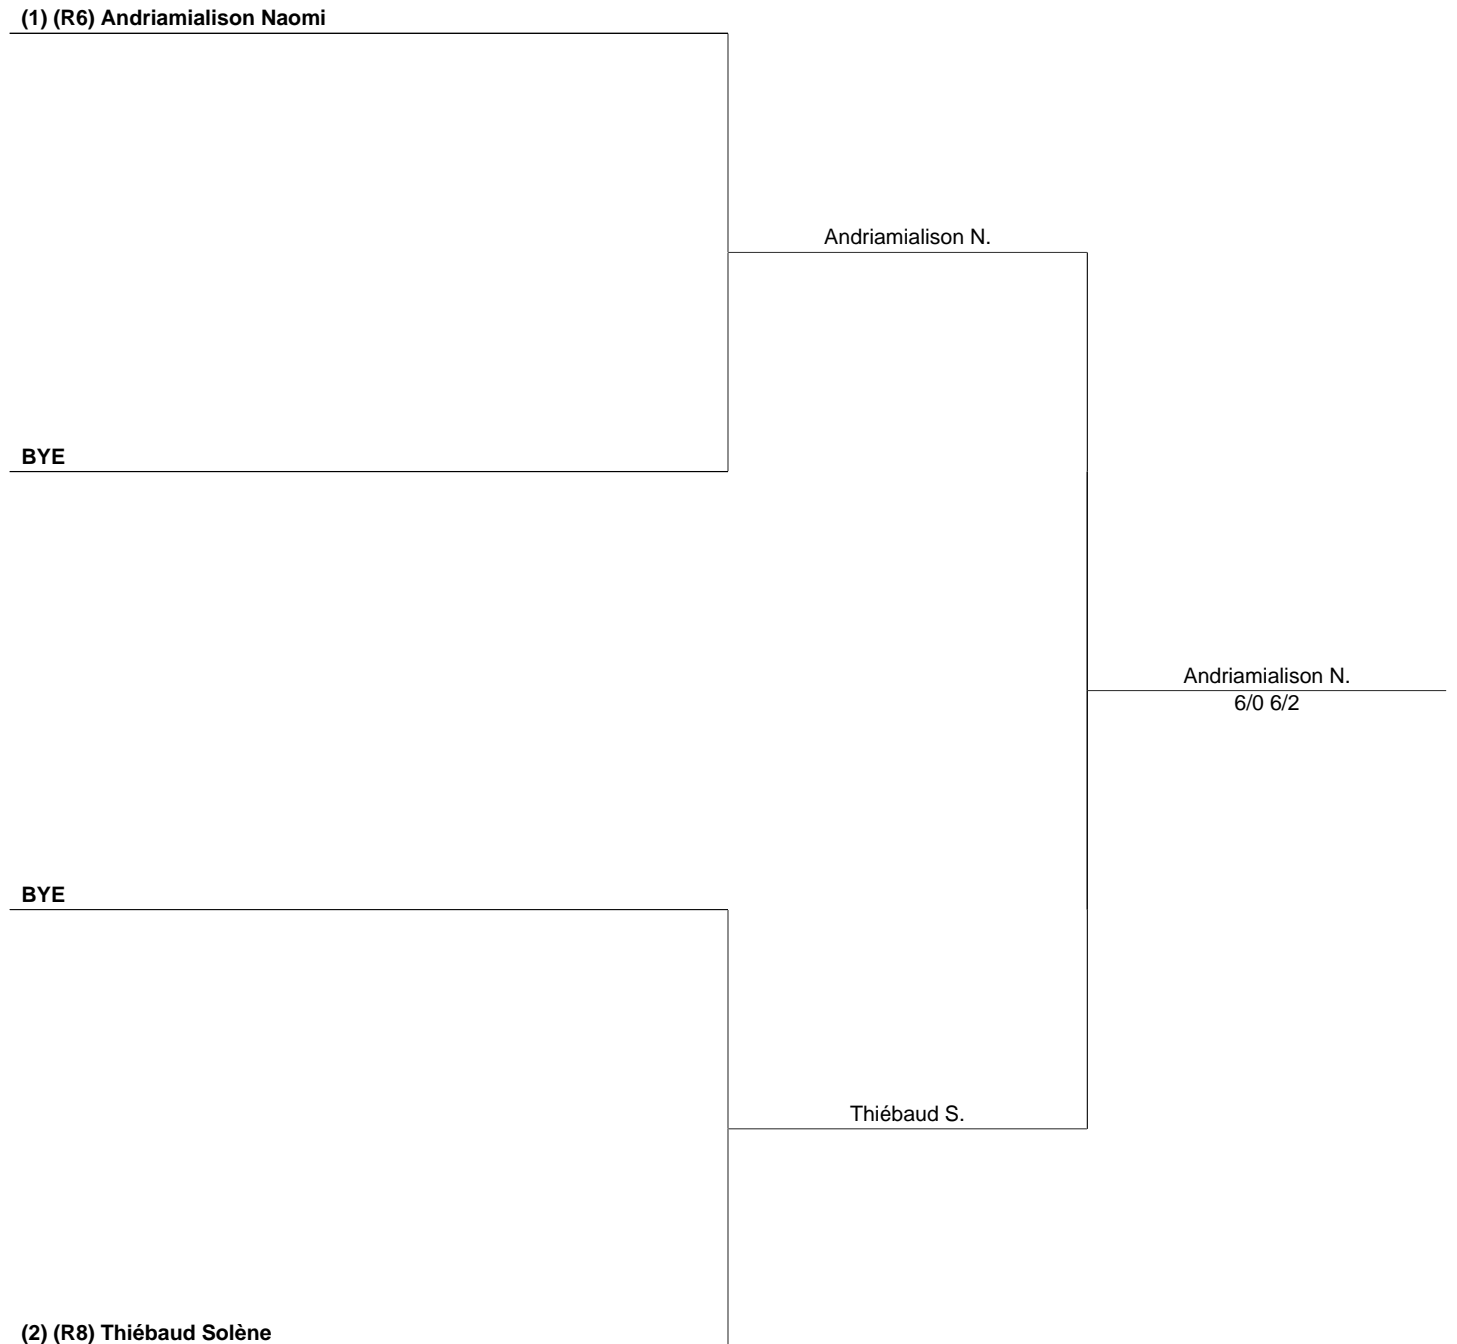 (1) (R6) Andriamialison Naomi
Andriamialison N.
BYE
Andriamialison N.
6/0 6/2
BYE
Thiébaud S.
(2) (R8) Thiébaud Solène